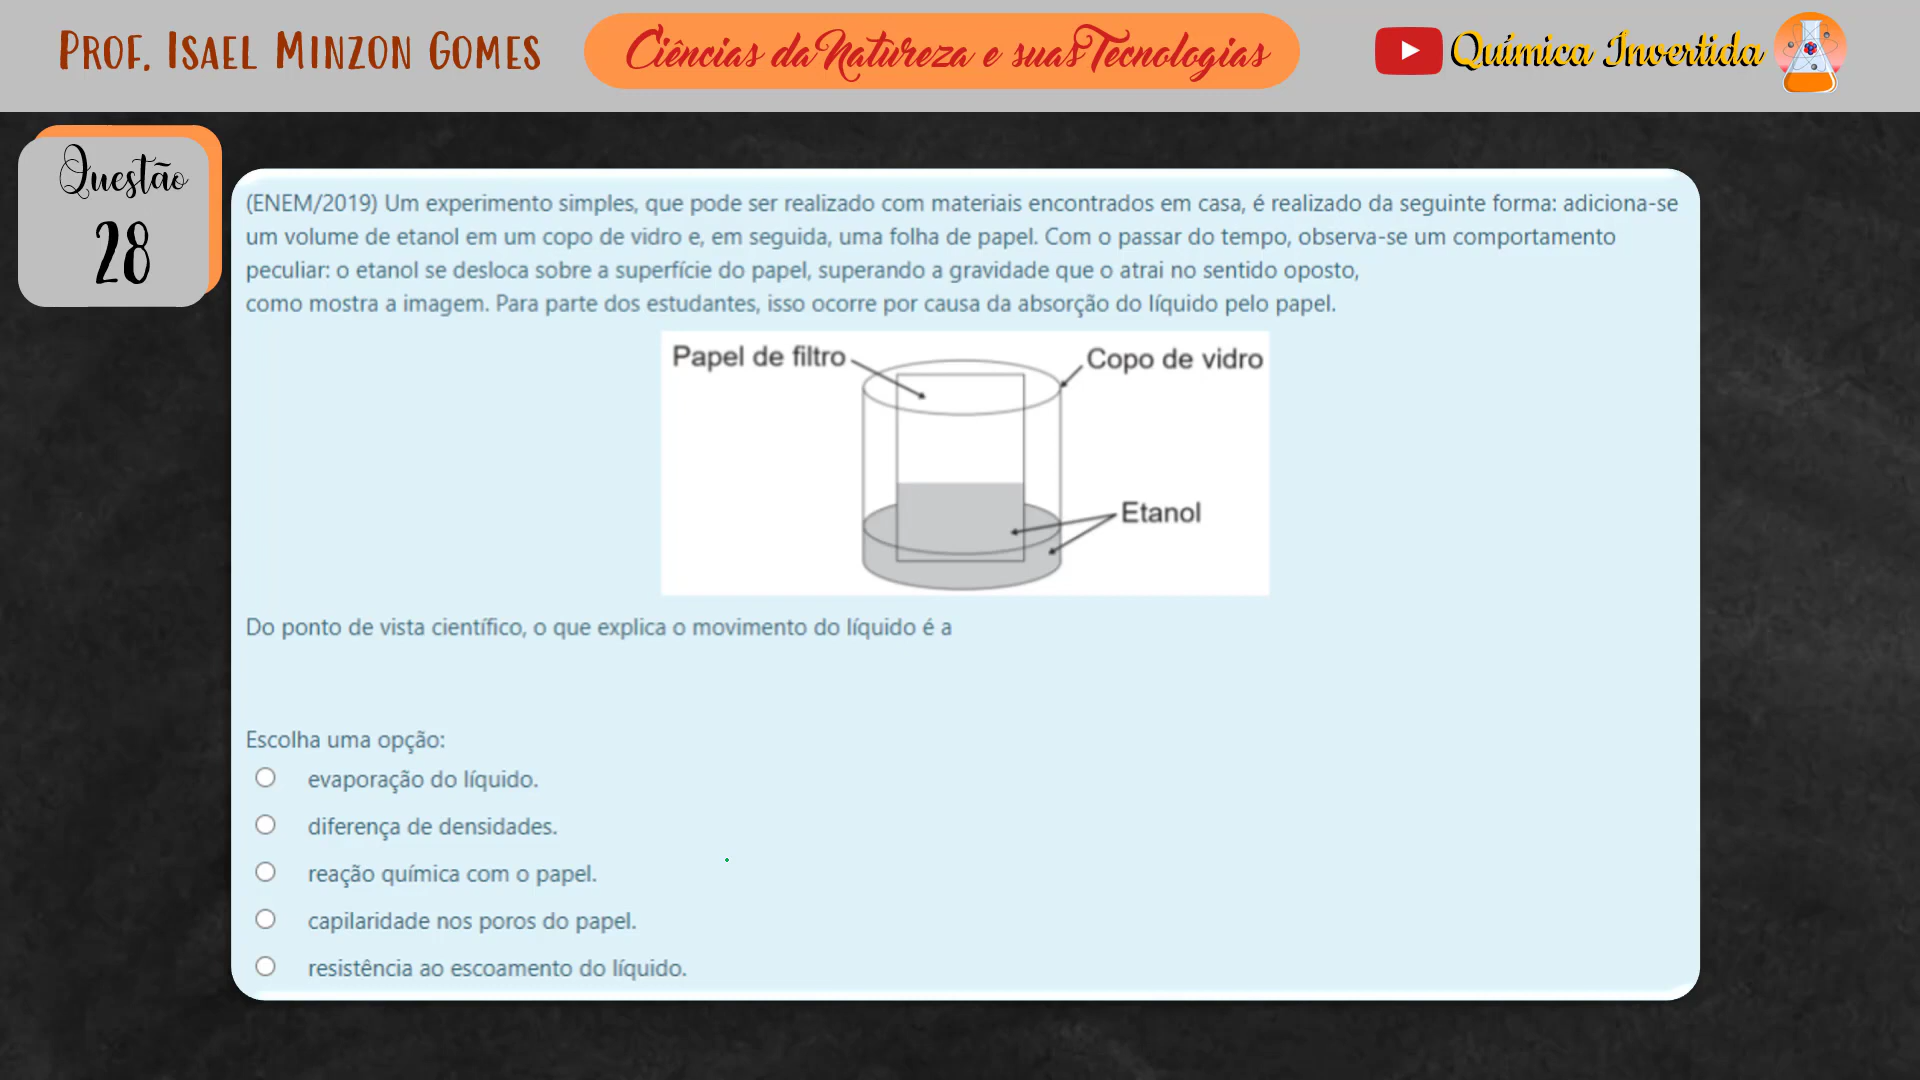 PROF. ISAEL MINZON GOMES
Ciências da Natureza e suas Tecnologias
Química Invertida
Questão
28
(ENEM/2019) Um experimento simples, que pode ser realizado com materiais encontrados em casa, é realizado da seguinte forma: adiciona-se
um volume de etanol em um copo de vidro e, em seguida, uma folha de papel. Com o passar do tempo, observa-se um comportamento
peculiar: o etanol se desloca sobre a superfície do papel, superando a gravidade que o atrai no sentido oposto,
como mostra a imagem. Para parte dos estudantes, isso ocorre por causa da absorção do líquido pelo papel.
Papel de filtro
Copo de vidro
Etanol
Do ponto de vista científico, o que explica o movimento do líquido é a
Escolha uma opção:
evaporação do líquido.
diferença de densidades.
reação química com o papel.
capilaridade nos poros do papel.
resistência ao escoamento do líquido.